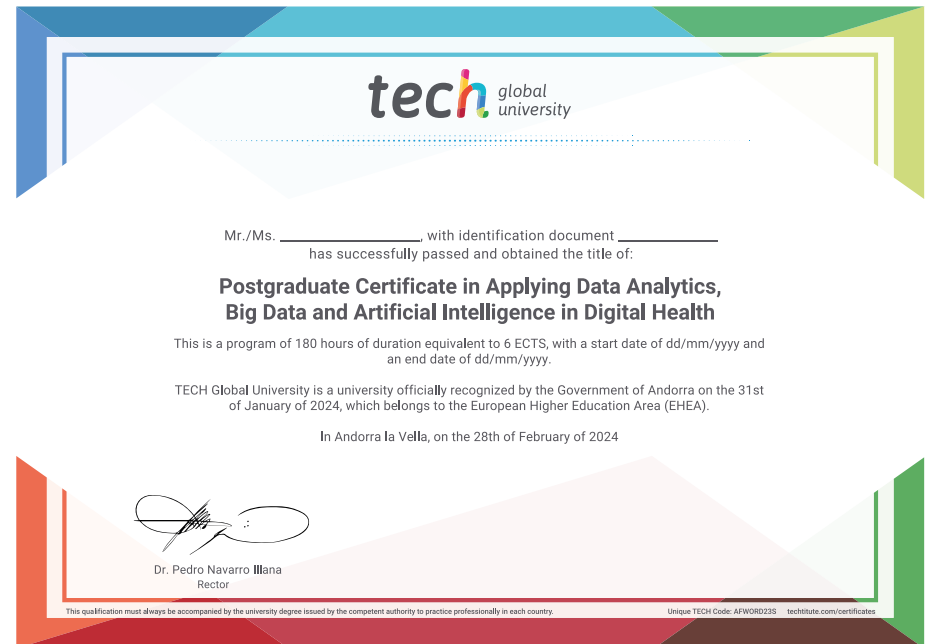 tech global
university
Mr./Ms. ____________, with identification document ____________
has successfully passed and obtained the title of:
Postgraduate Certificate in Applying Data Analytics,
Big Data and Artificial Intelligence in Digital Health
This is a program of 180 hours of duration equivalent to 6 ECTS, with a start date of dd/mm/yyyy and
an end date of dd/mm/yyyy.
TECH Global University is a university officially recognized by the Government of Andorra on the 31st
of January of 2024, which belongs to the European Higher Education Area (EHEA).
In Andorra la Vella, on the 28th of February of 2024
Dr. Pedro Navarro Illana
Rector
This qualification must always be accompanied by the university degree issued by the competent authority to practice professionally in each country.
Unique TECH Code: AFWORD23S techtitute.com/certificates